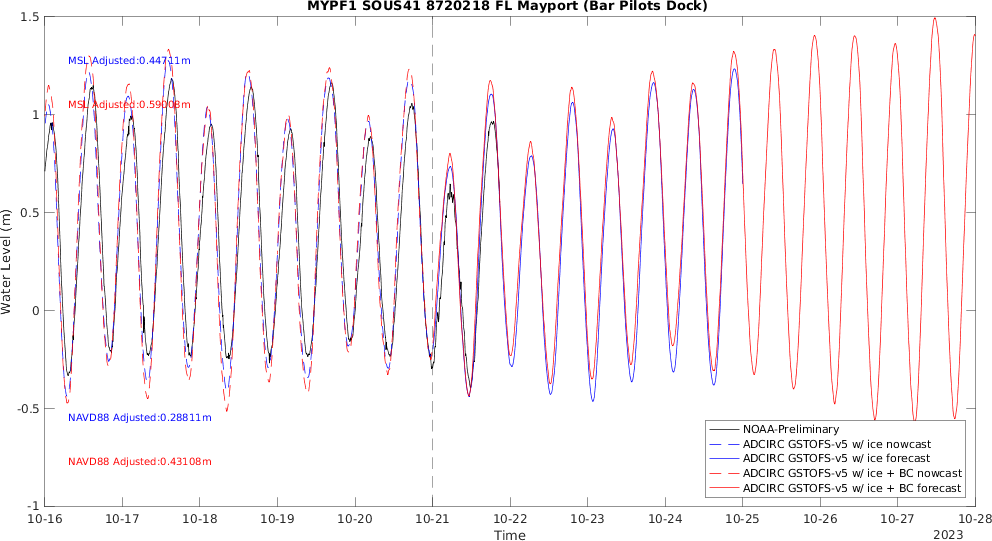 MYPF1 SOUS41 8720218 FL Mayport (Bar Pilots Dock)
Water Level (m)
1.5
1
0.5
0
-0.5
-1
MSL Adjusted:0.44711m
MSL Adjusted:0.59008m
NAVD88 Adjusted:0.28811m
NAVD88 Adjusted:0.43108m
NOAA-Preliminary
ADCIRC GSTOFS-v5 w/ ice nowcast
ADCIRC GSTOFS-v5 w/ ice forecast
ADCIRC GSTOFS-v5 w/ ice + BC nowcast
ADCIRC GSTOFS-v5 w/ ice + BC forecast
10-16 10-17 10-18 10-19 10-20 10-21 10-22 10-23 10-24 10-25 10-26 10-27 10-28
Time
2023